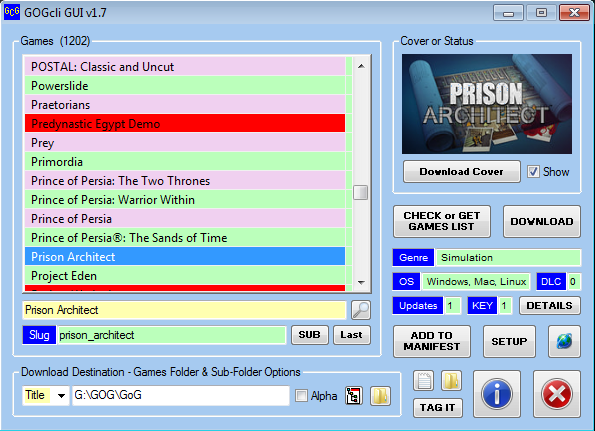 GOGcli GUI v1.7
Games (1202)
POSTAL: Classic and Uncut
Powerslide
Praetorians
Predynastic Egypt Demo
Prey
Primordia
Prince of Persia: The Two Thrones
Prince of Persia: Warrior Within
Prince of Persia
Prince of Persia®: The Sands of Time
Prison Architect
Project Eden
Prison Architect
Slug prison_architect SUB Last
Download Destination - Games Folder & Sub-Folder Options
Title G:\GOG\GoG Alpha
Cover or Status
PRISON
ARCHITECT
Download Cover Show
CHECK or GET
GAMES LIST
DOWNLOAD
Genre Simulation
OS Windows, Mac, Linux DLC 0
Updates 1 KEY 1 DETAILS
ADD TO
MANIFEST
SETUP
TAG IT